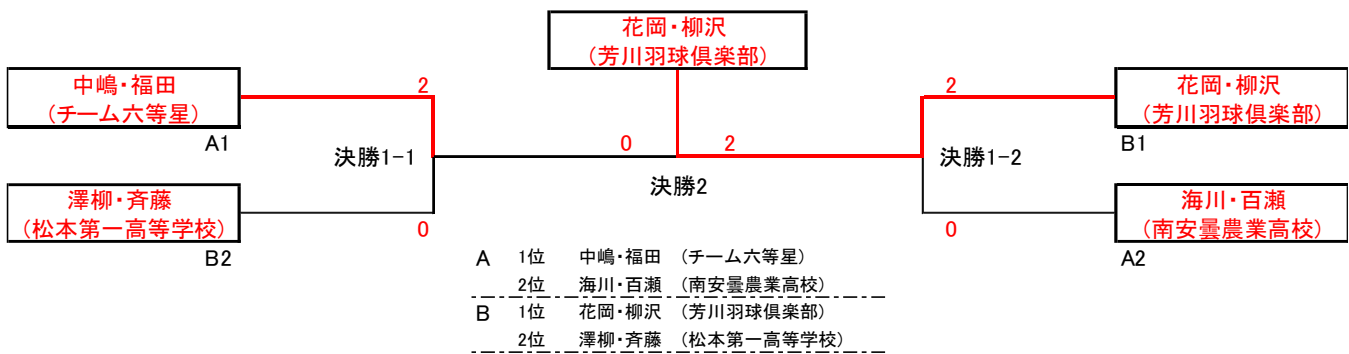 花岡・柳沢
(芳川羽球倶楽部)
中嶋・福田
(チーム六等星)
A1
2
2
花岡・柳沢
(芳川羽球倶楽部)
B1
決勝1-1
0
2
決勝1-2
決勝2
澤柳・斉藤
(松本第一高等学校)
B2
0
0
海川・百瀬
(南安曇農業高校)
A2
A 1位 中嶋・福田 (チーム六等星)
2位 海川・百瀬 (南安曇農業高校)
B 1位 花岡・柳沢 (芳川羽球倶楽部)
2位 澤柳・斉藤 (松本第一高等学校)